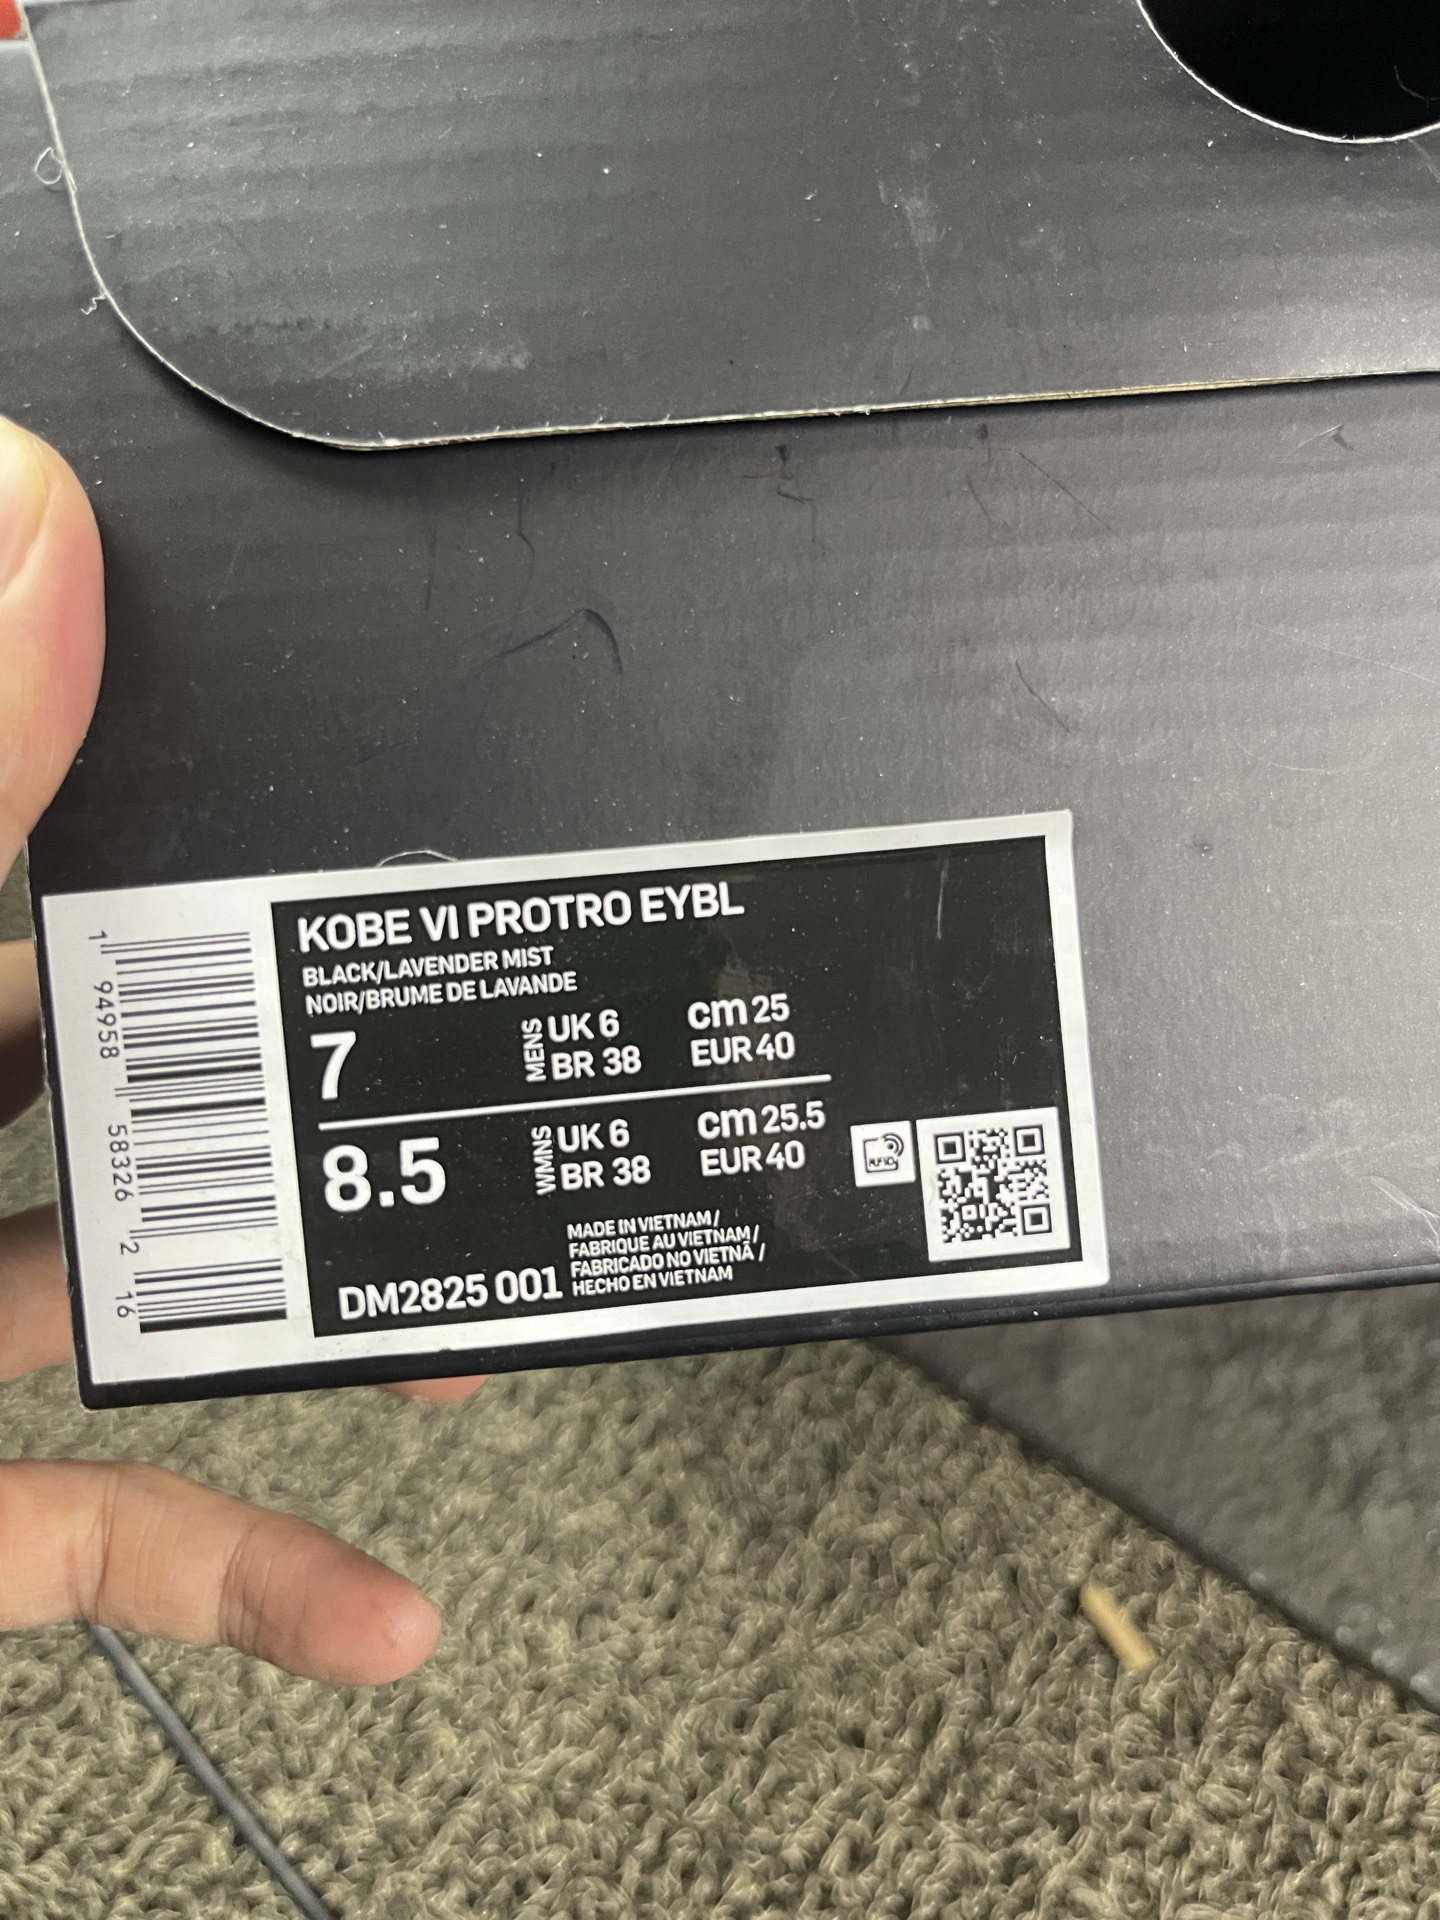 KOBE VI PROTRO EYBL
BLACK/LAVENDER MIST
NOIR/BRUME DE LAVANDE
7
MENS
UK 6
BR 38
cm 25
EUR 40
8.5
WMNS
UK 6
BR 38
cm 25.5
EUR 40
RFID
DM2825 001
MADE IN VIETNAM/
FABRIQUE AU VIETNAM/
FABRICADO NO VIETNÃ /
HECHO EN VIETNAM
1 94958 58326 2 16